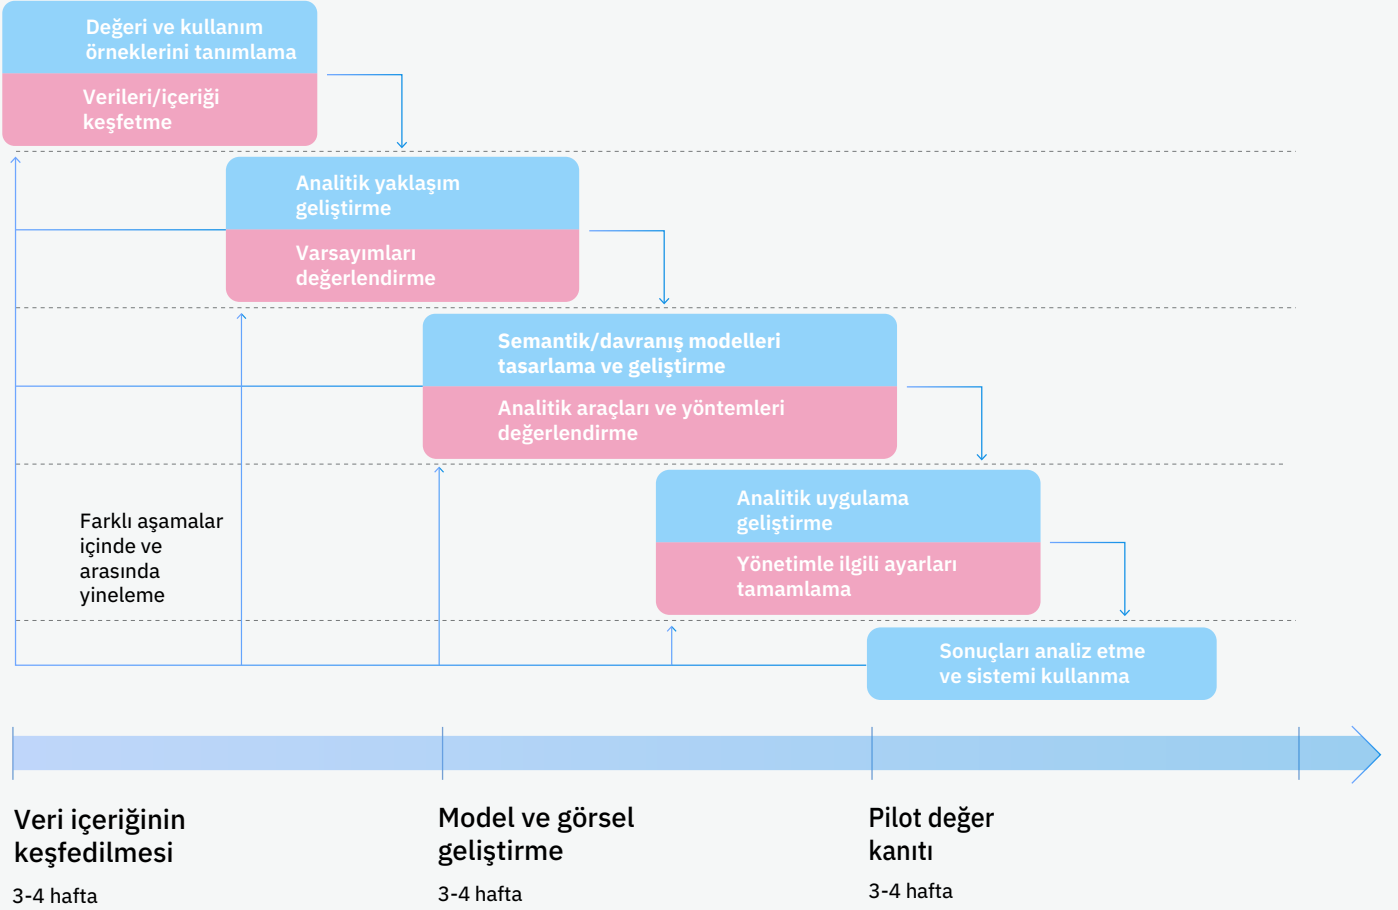 Değeri ve kullanım
örneklerini tanımlama
Verileri/içeriği
keşfetme
Analitik yaklaşım
geliştirme
Varsayımları
değerlendirme
Semantik/davranış modelleri
tasarlama ve geliştirme
Analitik araçları ve yöntemleri
değerlendirme
Analitik uygulama
geliştirme
Yönetimle ilgili ayarları
tamamlama
Farklı aşamalar
içinde ve
arasında
yineleme
Sonuçları analiz etme
ve sistemi kullanma
Veri içeriğinin
keşfedilmesi
3-4 hafta
Model ve görsel
geliştirme
3-4 hafta
Pilot değer
kanıtı
3-4 hafta